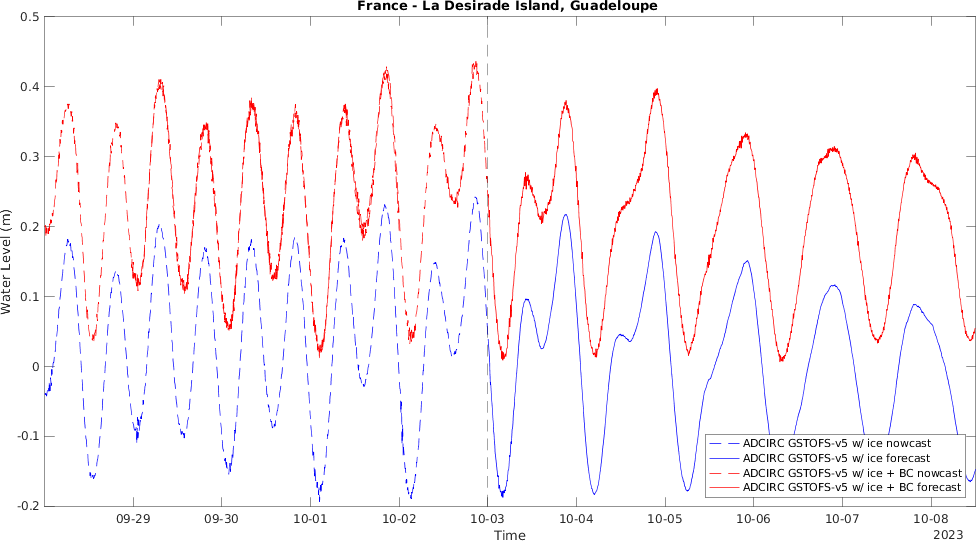 France - La Desirade Island, Guadeloupe
Water Level (m)
0.5
0.4
0.3
0.2
0.1
0
-0.1
-0.2
ADCIRC GSTOFS-v5 w/ ice nowcast
ADCIRC GSTOFS-v5 w/ ice forecast
ADCIRC GSTOFS-v5 w/ ice + BC nowcast
ADCIRC GSTOFS-v5 w/ ice + BC forecast
09-29 09-30 10-01 10-02 10-03 10-04 10-05 10-06 10-07 10-08
Time
2023